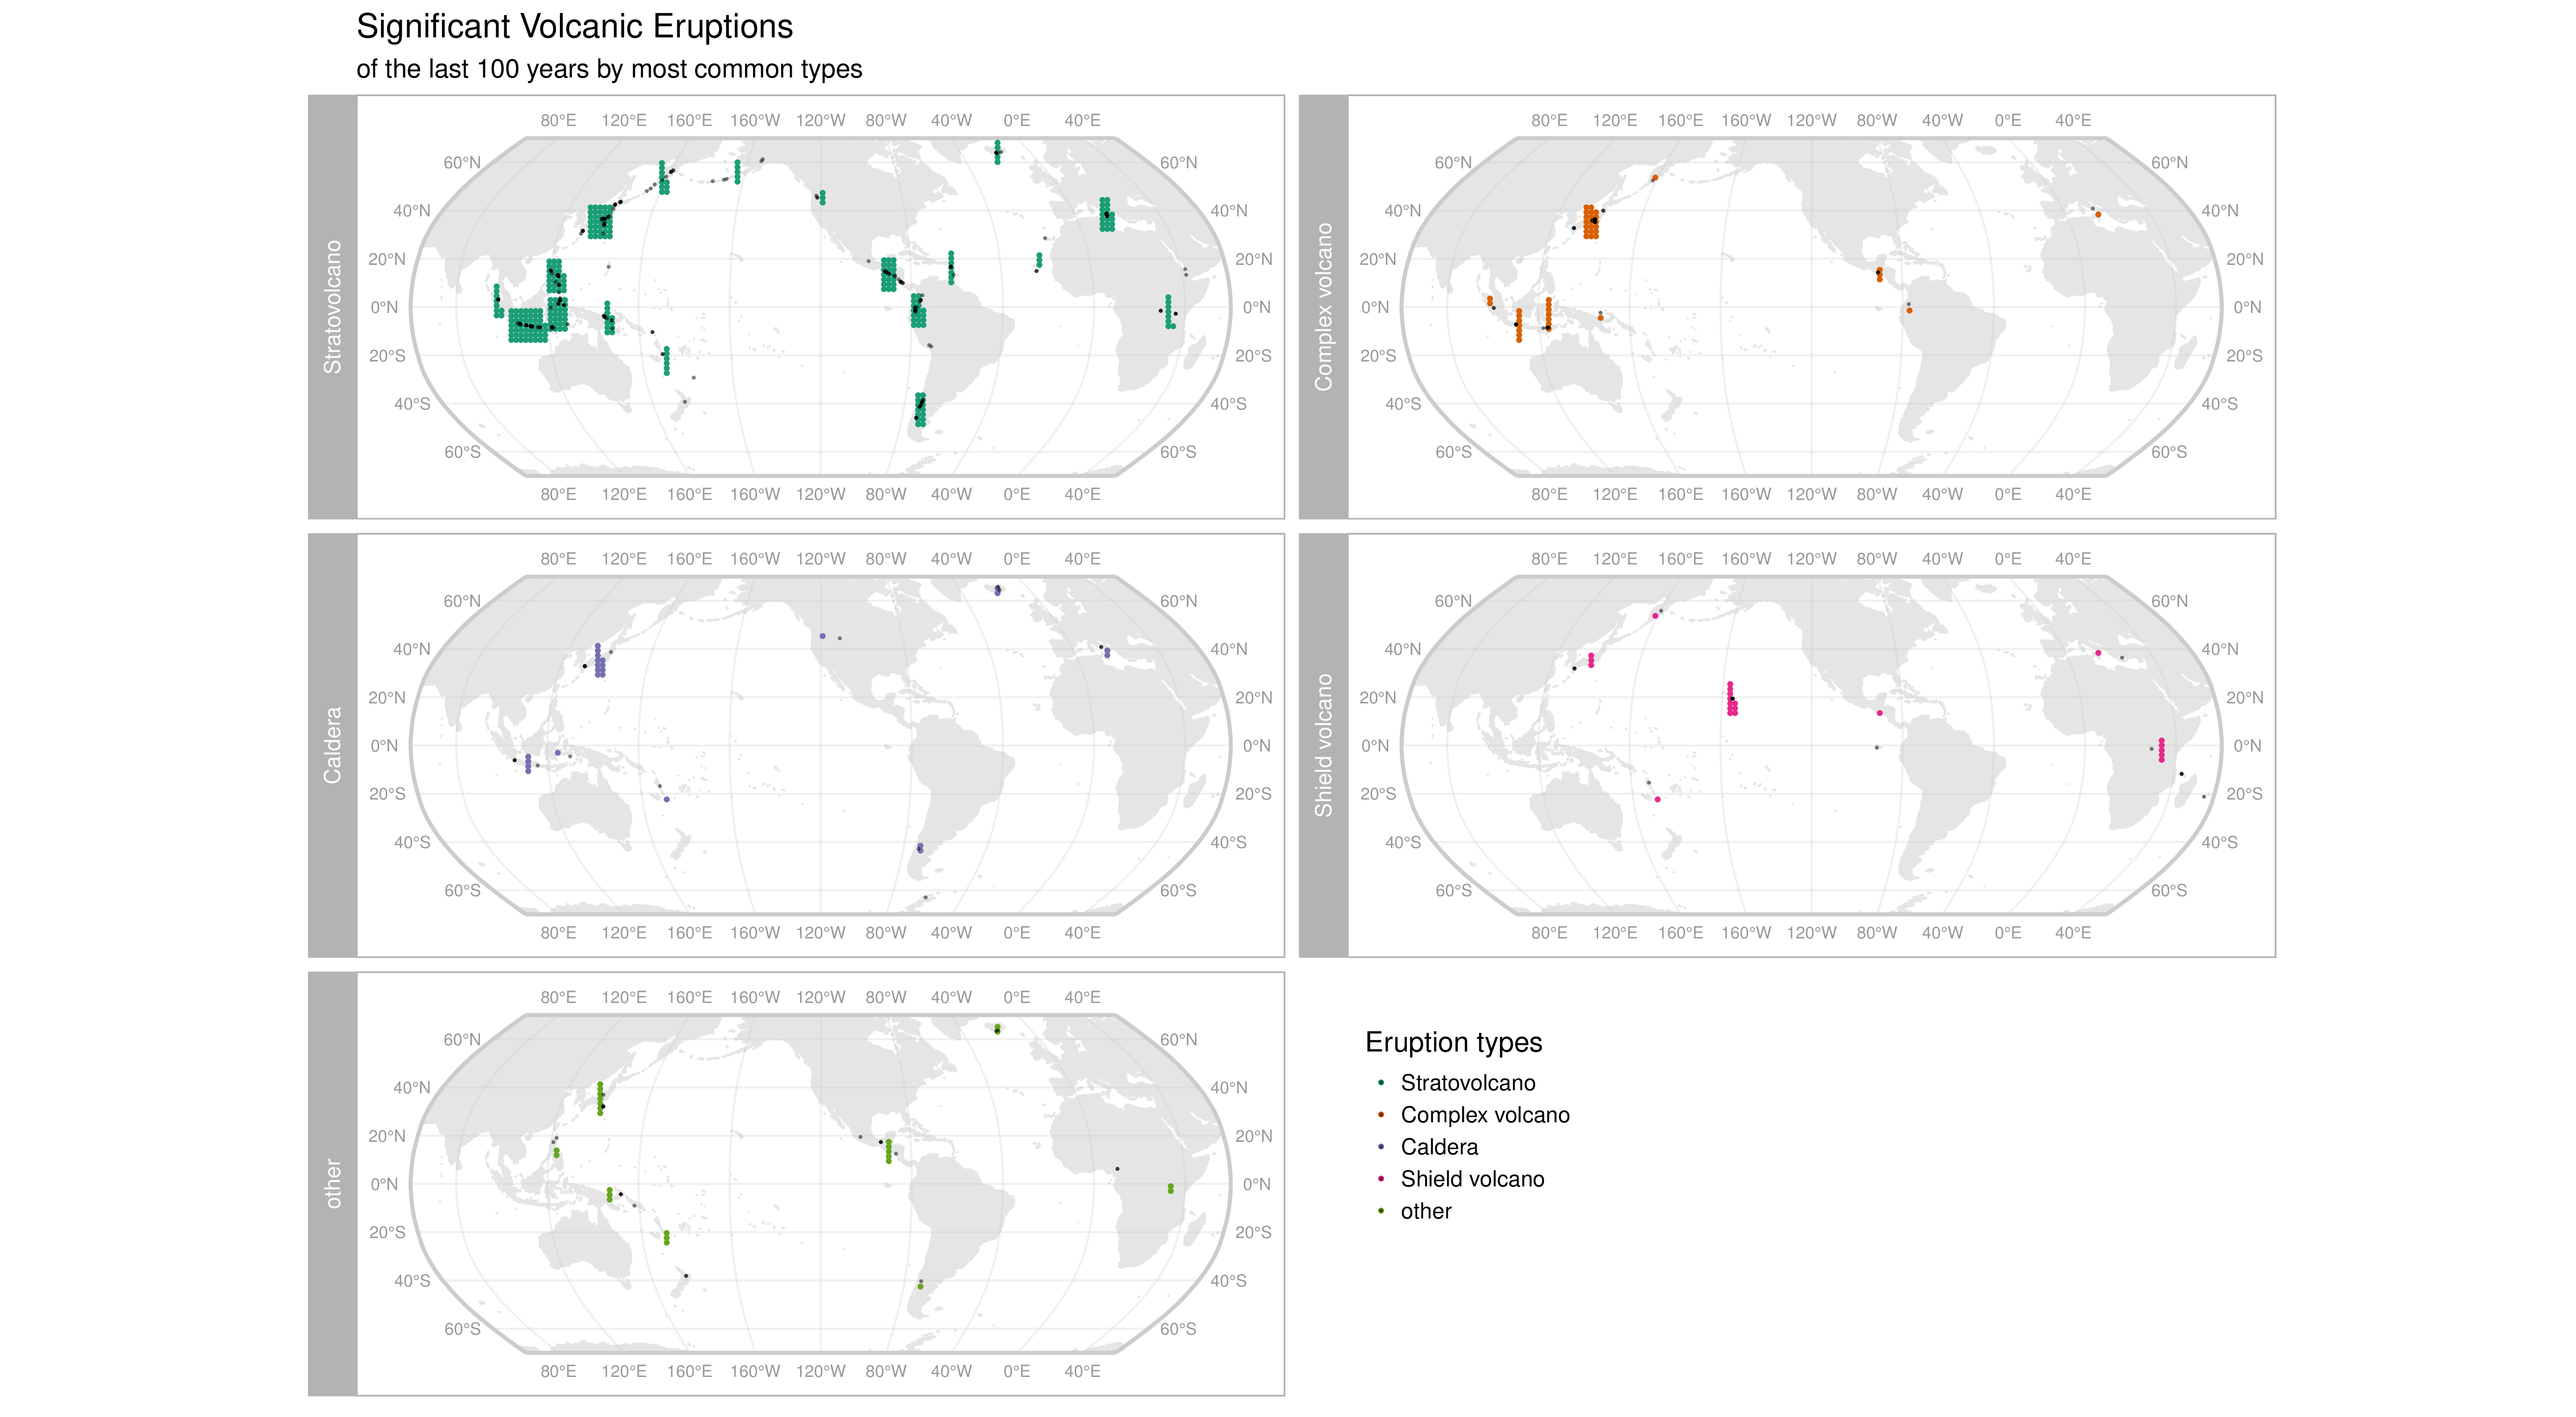 Significant Volcanic Eruptions
of the last 100 years by most common types
Stratovolcano
80°E 120°E 160°E 160°W 120°W 80°W 40°W 0°E 40°E
60°N 60°N
40°N 40°N
20°N 20°N
0°N 0°N
20°S 20°S
40°S 40°S
60°S 60°S
80°E 120°E 160°E 160°W 120°W 80°W 40°W 0°E 40°E
Complex volcano
80°E 120°E 160°E 160°W 120°W 80°W 40°W 0°E 40°E
60°N 60°N
40°N 40°N
20°N 20°N
0°N 0°N
20°S 20°S
40°S 40°S
60°S 60°S
80°E 120°E 160°E 160°W 120°W 80°W 40°W 0°E 40°E
Caldera
80°E 120°E 160°E 160°W 120°W 80°W 40°W 0°E 40°E
60°N 60°N
40°N 40°N
20°N 20°N
0°N 0°N
20°S 20°S
40°S 40°S
60°S 60°S
80°E 120°E 160°E 160°W 120°W 80°W 40°W 0°E 40°E
Shield volcano
80°E 120°E 160°E 160°W 120°W 80°W 40°W 0°E 40°E
60°N 60°N
40°N 40°N
20°N 20°N
0°N 0°N
20°S 20°S
40°S 40°S
60°S 60°S
80°E 120°E 160°E 160°W 120°W 80°W 40°W 0°E 40°E
other
80°E 120°E 160°E 160°W 120°W 80°W 40°W 0°E 40°E
60°N 60°N
40°N 40°N
20°N 20°N
0°N 0°N
20°S 20°S
40°S 40°S
60°S 60°S
80°E 120°E 160°E 160°W 120°W 80°W 40°W 0°E 40°E
Eruption types
Stratovolcano
Complex volcano
Caldera
Shield volcano
other